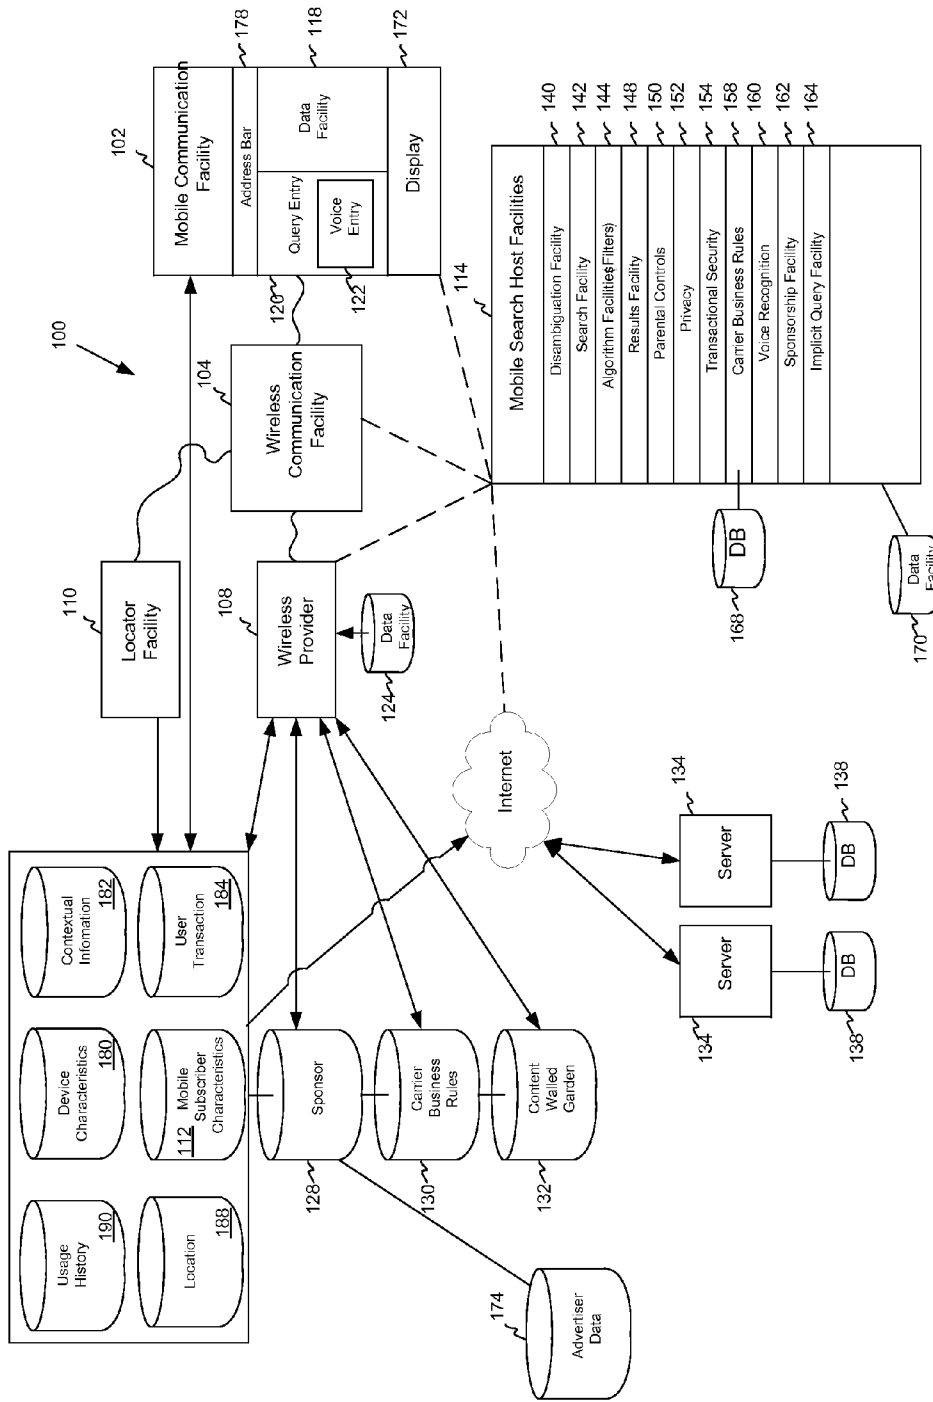 100
102
Mobile Communication
Facility
178
Address Bar
118
Data
Facility
120
Query Entry
122
Voice
Entry
172
Display
104
Wireless
Communication
Facility
110
Locator
Facility
108
Wireless
Provider
124
Data
Facility
114
Mobile Search Host Facilities
Disambiguation Facility
140
Search Facility
142
Algorithm Facilities(Filters)
144
Results Facility
148
Parental Controls
150
Privacy
152
Transactional Security
154
Carrier Business Rules
158
Voice Recognition
160
Sponsorship Facility
162
Implicit Query Facility
164
DB
168
Data
Facility
170
Usage
History
190
Device
Characteristics
180
Contextual
Infomation
182
Location
188
112
Mobile
Subscriber
Characteristics
User
Transaction
184
Sponsor
128
Carrier
Business
Rules
130
Content
Walled
Garden
132
Advertiser
Data
174
Internet
134
Server
138
DB
134
Server
138
DB